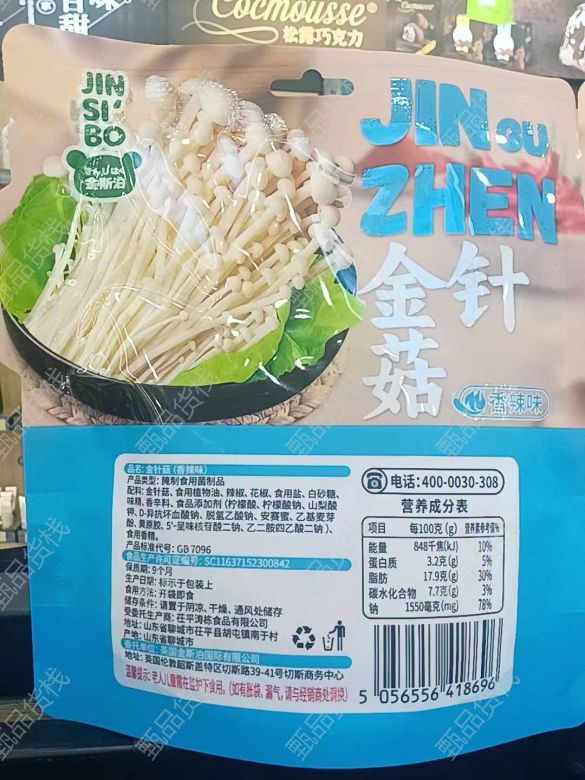 甘味
甜
Cocmousse
松露巧克力
JIN
SI'
BO
金斯泊
JIN GU
ZHEN
金针
菇
香辣味
品名:金针菇(香辣味)
产品类型:腌制食用菌制品
配料:金针菇、食用植物油、辣椒、花椒、食用盐、白砂糖、
味精、香辛料、食品添加剂(柠檬酸、柠檬酸钠、山梨酸
钾、D-异抗坏血酸钠、脱氢乙酸钠、安赛蜜、乙基麦芽
酚、黄原胶、5'-呈味核苷酸二钠、乙二胺四乙酸二钠)、
食用香精。
产品标准代号:GB 7096
食品生产许可证编号:SC11637152300842
保质期:9个月
生产日期:标示于包装上
食用方法:开袋即食
储存条件:请置于阴凉、干燥、通风处储存
受委托生产商:茌平涛栋食品有限公司
地址:山东省聊城市茌平县胡屯镇南于村
产地:山东省聊城市
委托单位:英国金斯泊国际有限公司
地址:英国伦敦韶斯盖特区切斯路39-41号切斯商务中心
温馨提示:老人儿童需在监护下食用。(如有胀袋、漏气,请与经销商处调换)
电话:400-0030-308
营养成分表
项目 每100克(g) 营养素参考值%
能量 848千焦(kJ) 10%
蛋白质 3.2克(g) 5%
脂肪 17.9克(g) 30%
碳水化合物 7.7克(g) 3%
钠 1550毫克(mg) 78%
5 056556 418696
甄品货栈